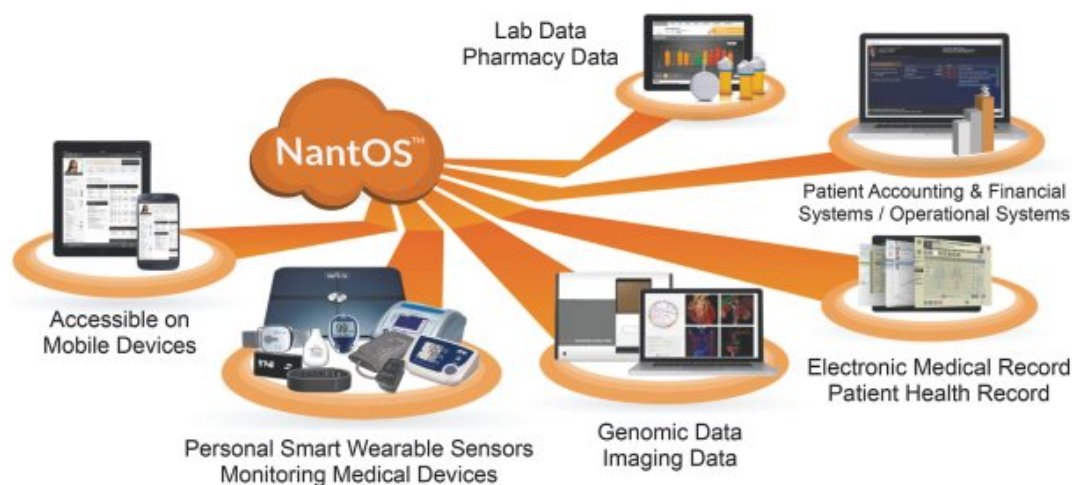 Lab Data
Pharmacy Data
NantOS™
Patient Accounting & Financial
Systems / Operational Systems
Accessible on
Mobile Devices
Electronic Medical Record
Patient Health Record
Personal Smart Wearable Sensors
Monitoring Medical Devices
Genomic Data
Imaging Data